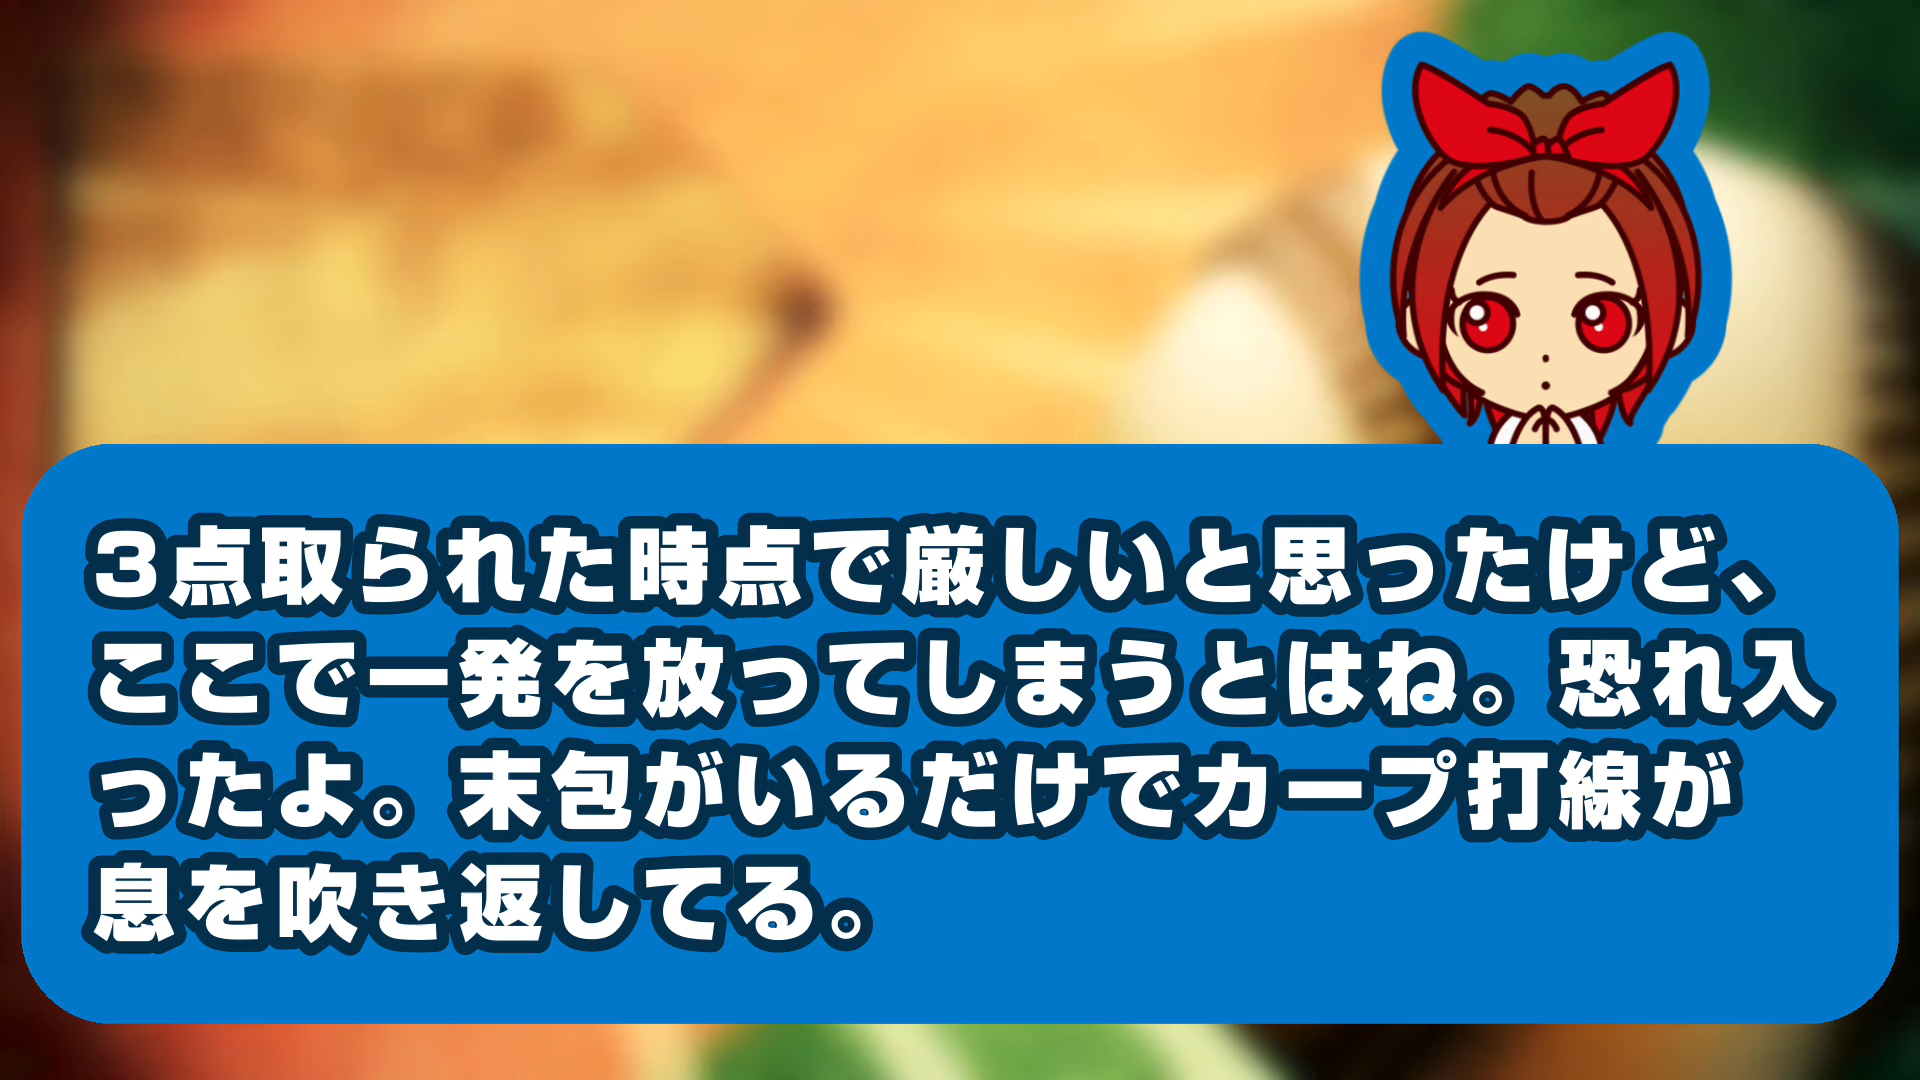 3点取られた時点で厳しいと思ったけど、
ここで一発を放ってしまうとはね。恐れ入
ったよ。末包がいるだけでカープ打線が
息を吹き返してる。